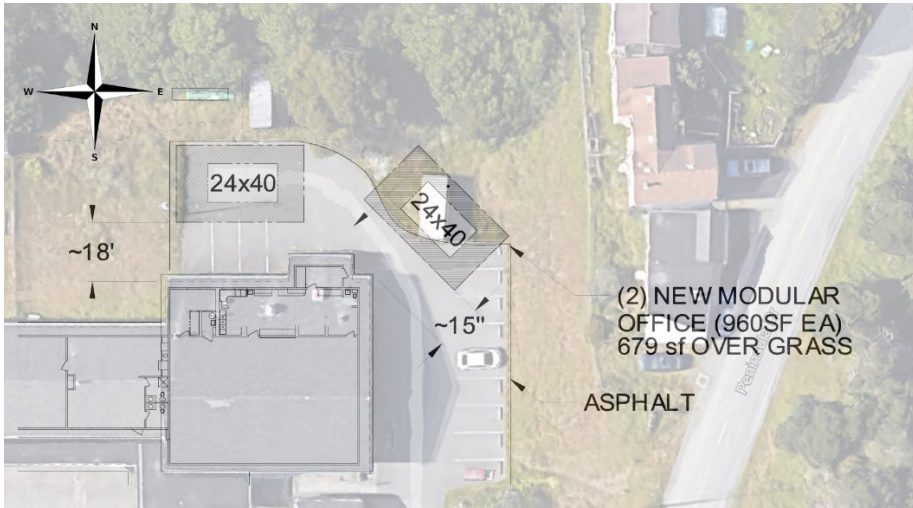 N
W
E
S
24x40
24x40
~18'
~15"
(2) NEW MODULAR
OFFICE (960SF EA)
679 sf OVER GRASS
ASPHALT